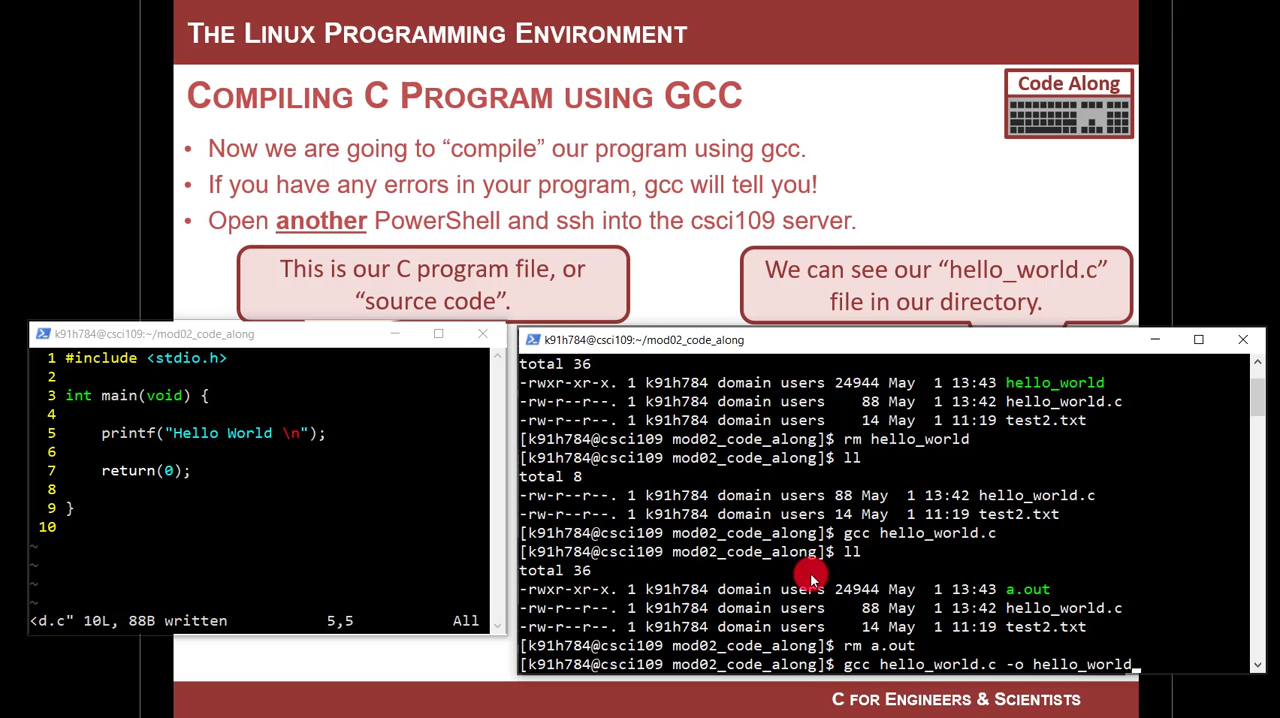 THE LINUX PROGRAMMING ENVIRONMENT
COMPILING C PROGRAM USING GCC
Code Along
• Now we are going to “compile” our program using gcc.
• If you have any errors in your program, gcc will tell you!
• Open another PowerShell and ssh into the csci109 server.
This is our C program file, or
“source code”.
We can see our “hello_world.c”
file in our directory.
k91h784@csci109:~/mod02_code_along
1 #include <stdio.h>
2
3 int main(void) {
4
5     printf("Hello World \n");
6
7     return(0);
8
9 }
10
~
~
~
~
<d.c" 10L, 88B written 5,5 All
k91h784@csci109:~/mod02_code_along
total 36
-rwxr-xr-x. 1 k91h784 domain users 24944 May  1 13:43 hello_world
-rw-r--r--. 1 k91h784 domain users    88 May  1 13:42 hello_world.c
-rw-r--r--. 1 k91h784 domain users    14 May  1 11:19 test2.txt
[k91h784@csci109 mod02_code_along]$ rm hello_world
[k91h784@csci109 mod02_code_along]$ ll
total 8
-rw-r--r--. 1 k91h784 domain users 88 May  1 13:42 hello_world.c
-rw-r--r--. 1 k91h784 domain users 14 May  1 11:19 test2.txt
[k91h784@csci109 mod02_code_along]$ gcc hello_world.c
[k91h784@csci109 mod02_code_along]$ ll
total 36
-rwxr-xr-x. 1 k91h784 domain users 24944 May  1 13:43 a.out
-rw-r--r--. 1 k91h784 domain users    88 May  1 13:42 hello_world.c
-rw-r--r--. 1 k91h784 domain users    14 May  1 11:19 test2.txt
[k91h784@csci109 mod02_code_along]$ rm a.out
[k91h784@csci109 mod02_code_along]$ gcc hello_world.c -o hello_world
C FOR ENGINEERS & SCIENTISTS